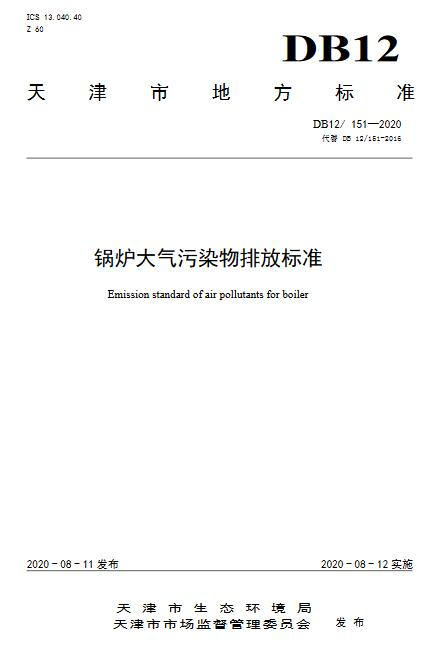 ICS 13.040.40
Z 60
DB12
天津市地方标准
DB12/ 151—2020
代替 DB 12/151-2016
锅炉大气污染物排放标准
Emission standard of air pollutants for boiler
2020－08－11 发布
2020－08－12 实施
天津市生态环境局
天津市市场监督管理委员会
发布